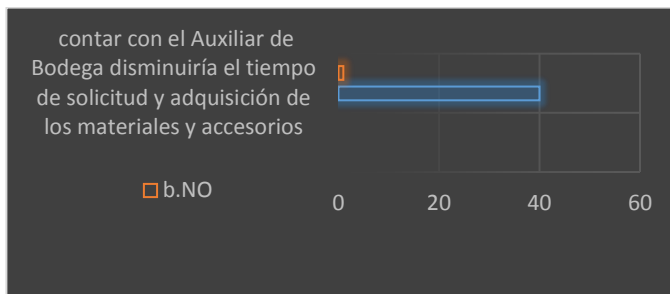 contar con el Auxiliar de
Bodega disminuiría el tiempo
de solicitud y adquisición de
los materiales y accesorios
b.NO
0 20 40 60